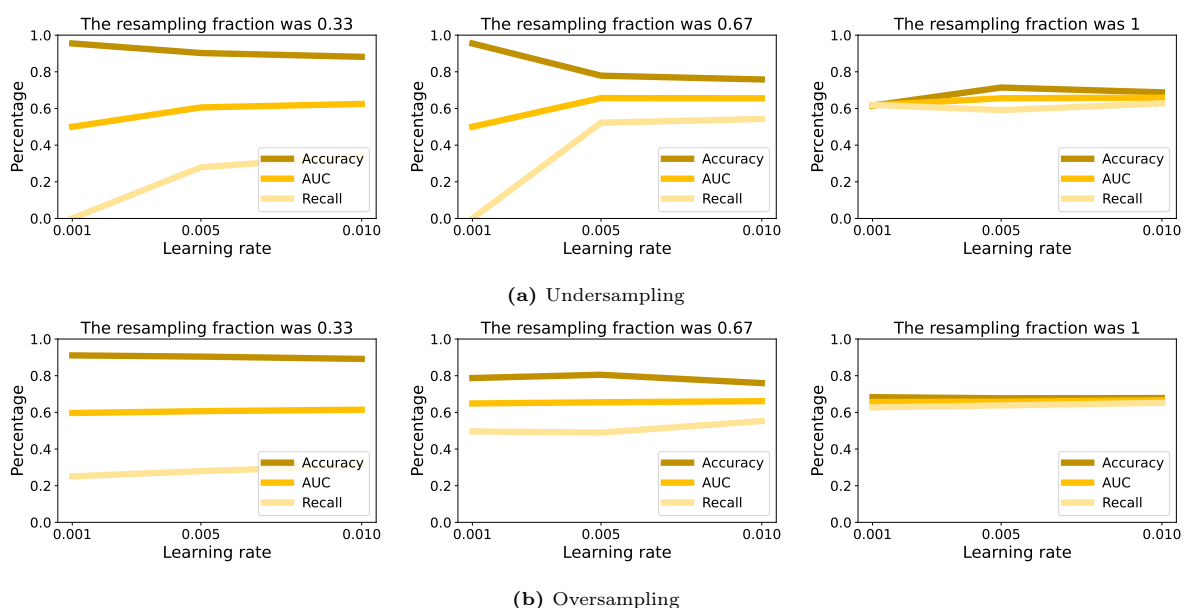 The resampling fraction was 0.33
1.0
0.8
0.6
0.4
0.2
0.0
Percentage
Accuracy
AUC
Recall
0.001 0.005 0.010
Learning rate
The resampling fraction was 0.67
1.0
0.8
0.6
0.4
0.2
0.0
Percentage
Accuracy
AUC
Recall
0.001 0.005 0.010
Learning rate
The resampling fraction was 1
1.0
0.8
0.6
0.4
0.2
0.0
Percentage
Accuracy
AUC
Recall
0.001 0.005 0.010
Learning rate
(a) Undersampling
The resampling fraction was 0.33
1.0
0.8
0.6
0.4
0.2
0.0
Percentage
Accuracy
AUC
Recall
0.001 0.005 0.010
Learning rate
The resampling fraction was 0.67
1.0
0.8
0.6
0.4
0.2
0.0
Percentage
Accuracy
AUC
Recall
0.001 0.005 0.010
Learning rate
The resampling fraction was 1
1.0
0.8
0.6
0.4
0.2
0.0
Percentage
Accuracy
AUC
Recall
0.001 0.005 0.010
Learning rate
(b) Oversampling